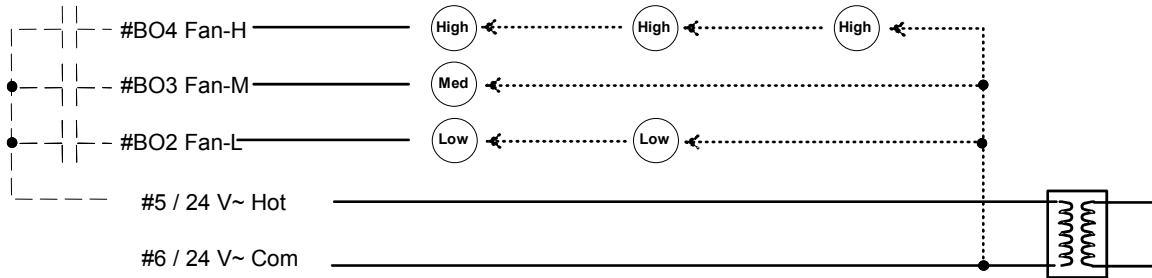 #BO4 Fan-H High High High
#BO3 Fan-M Med
#BO2 Fan-L Low Low
#5 / 24 V~ Hot
#6 / 24 V~ Com